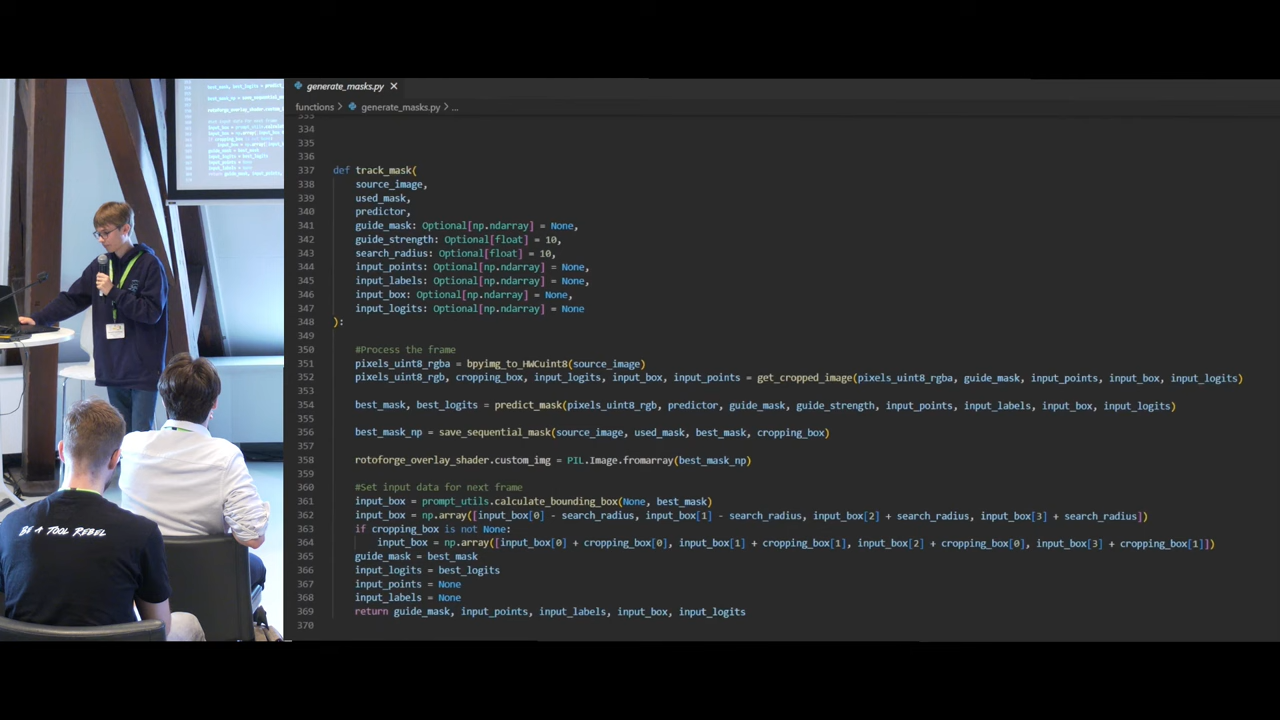 generate_masks.py ×
functions > generate_masks.py > ...
333
334
335
336
337 def track_mask(
338 source_image,
339 used_mask,
340 predictor,
341 guide_mask: Optional[np.ndarray] = None,
342 guide_strength: Optional[float] = 10,
343 search_radius: Optional[float] = 10,
344 input_points: Optional[np.ndarray] = None,
345 input_labels: Optional[np.ndarray] = None,
346 input_box: Optional[np.ndarray] = None,
347 input_logits: Optional[np.ndarray] = None
348 ):
349
350 #Process the frame
351 pixels_uint8_rgba = bpyimg_to_HWCuint8(source_image)
352 pixels_uint8_rgb, cropping_box, input_logits, input_box, input_points = get_cropped_image(pixels_uint8_rgba, guide_mask, input_points, input_box, input_logits)
353
354 best_mask, best_logits = predict_mask(pixels_uint8_rgb, predictor, guide_mask, guide_strength, input_points, input_labels, input_box, input_logits)
355
356 best_mask_np = save_sequential_mask(source_image, used_mask, best_mask, cropping_box)
357
358 rotoforge_overlay_shader.custom_img = PIL.Image.fromarray(best_mask_np)
359
360 #Set input data for next frame
361 input_box = prompt_utils.calculate_bounding_box(None, best_mask)
362 input_box = np.array([input_box[0] - search_radius, input_box[1] - search_radius, input_box[2] + search_radius, input_box[3] + search_radius])
363 if cropping_box is not None:
364 input_box = np.array([input_box[0] + cropping_box[0], input_box[1] + cropping_box[1], input_box[2] + cropping_box[0], input_box[3] + cropping_box[1]])
365 guide_mask = best_mask
366 input_logits = best_logits
367 input_points = None
368 input_labels = None
369 return guide_mask, input_points, input_labels, input_box, input_logits
370
BE A TOOL REBEL